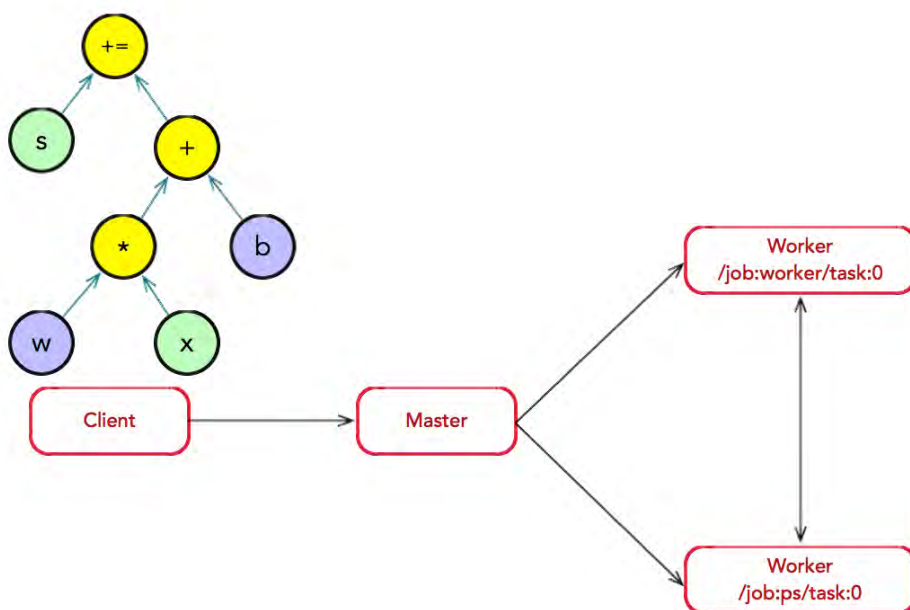 +=
s
+
*
b
w
x
Client
Master
Worker
/job:worker/task:0
Worker
/job:ps/task:0